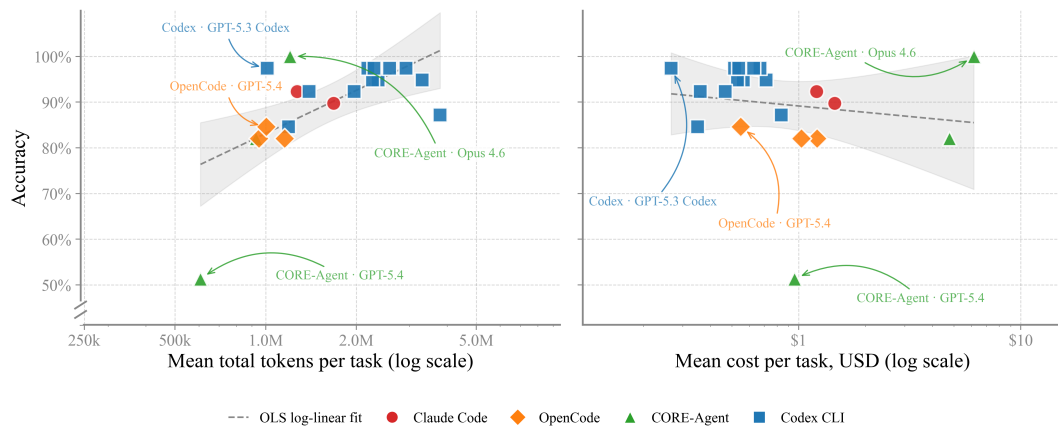 Codex · GPT-5.3 Codex
OpenCode · GPT-5.4
CORE-Agent · Opus 4.6
CORE-Agent · GPT-5.4
Accuracy
100%
90%
80%
70%
60%
50%
250k
500k
1.0M
2.0M
5.0M
Mean total tokens per task (log scale)
CORE-Agent · Opus 4.6
Codex · GPT-5.3 Codex
OpenCode · GPT-5.4
CORE-Agent · GPT-5.4
$1
$10
Mean cost per task, USD (log scale)
OLS log-linear fit
Claude Code
OpenCode
CORE-Agent
Codex CLI